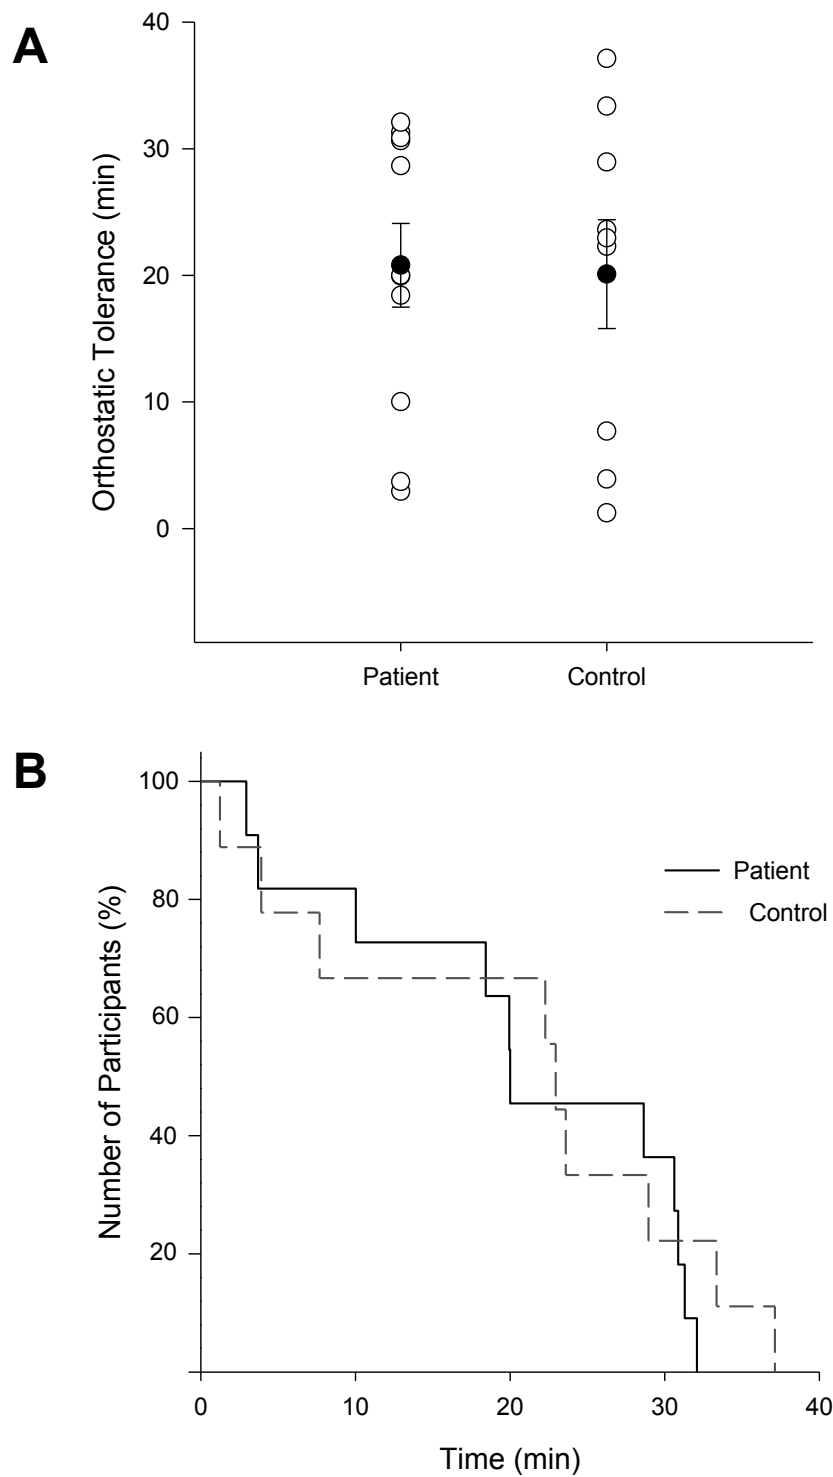 A
Orthostatic Tolerance (min)
40
30
20
10
0
Patient
Control
B
Number of Participants (%)
100
80
60
40
20
Patient
Control
0
10
20
30
40
Time (min)